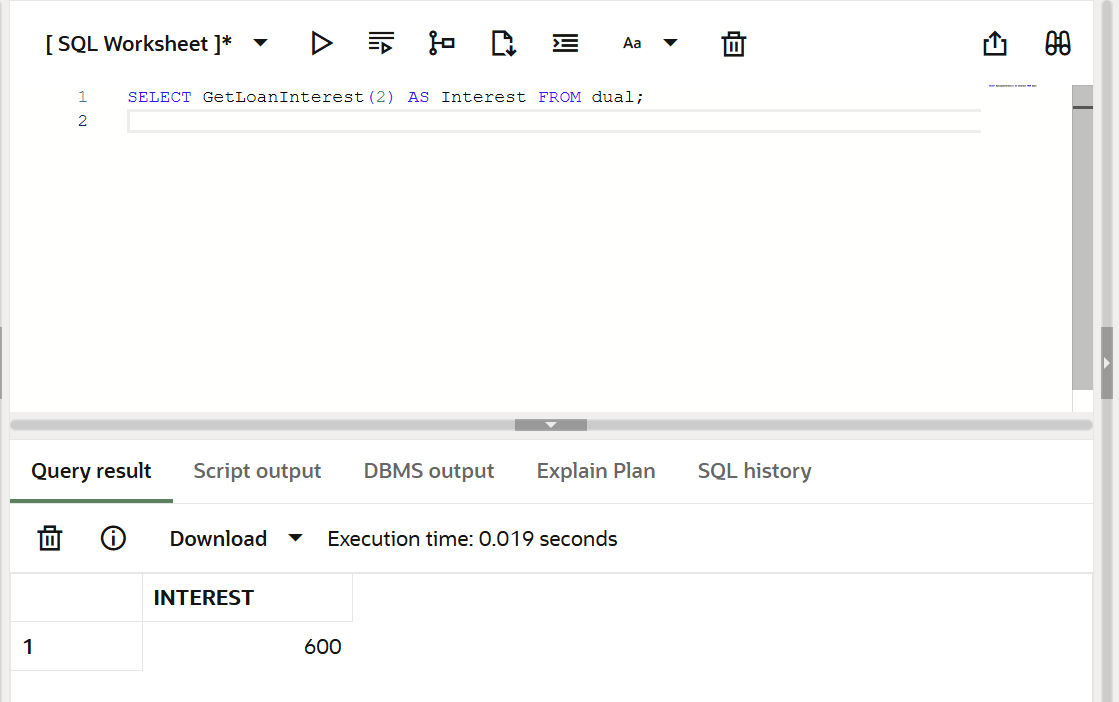 [ SQL Worksheet ]*
Aa
1 SELECT GetLoanInterest(2) AS Interest FROM dual;
2
Query result Script output DBMS output Explain Plan SQL history
Download Execution time: 0.019 seconds
INTEREST
1 600